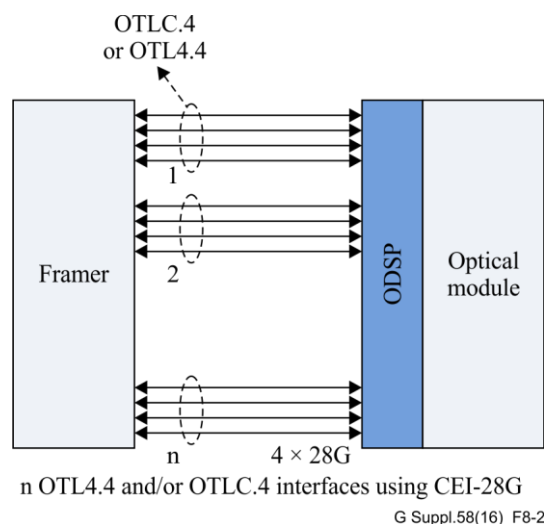 OTLC.4
or OTL4.4
1
2
Framer
ODSP
Optical
module
n
4 × 28G
n OTL4.4 and/or OTLC.4 interfaces using CEI-28G
G Suppl.58(16)_F8-2